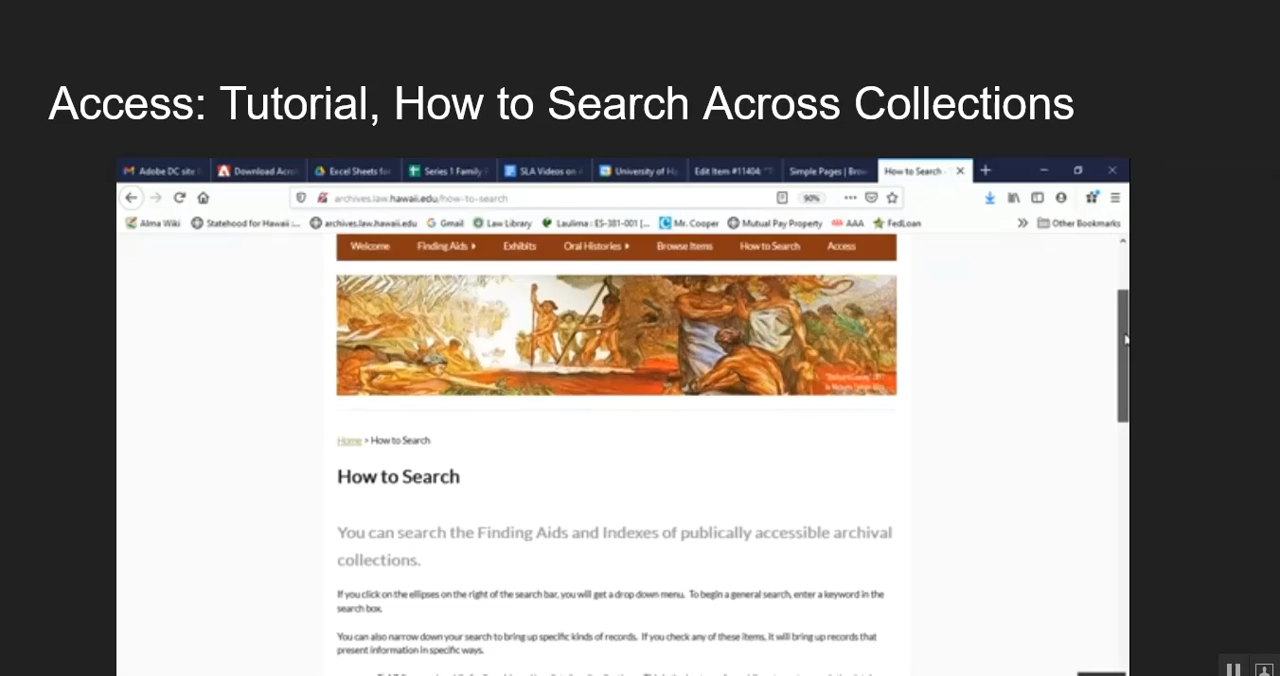 Access: Tutorial, How to Search Across Collections
Adobe DC site Download Acro Excel Sheets for Series 1 Family SLA Videos on University of H Edit Item #11404: Simple Pages | Brow How to Search
archives.law.hawaii.edu/how-to-search 90%
Alma Wiki Statehood for Hawaii ... archives.law.hawaii.edu Gmail Law Library Laulima : ES-381-001 [... Mr. Cooper Mutual Pay Property AAA FedLoan Other Bookmarks
Welcome Finding Aids Exhibits Oral Histories Browse Items How to Search Access
Home > How to Search
How to Search
You can search the Finding Aids and Indexes of publically accessible archival
collections.
If you click on the ellipses on the right of the search bar, you will get a drop down menu. To begin a general search, enter a keyword in the
search box.
You can also narrow down your search to bring up specific kinds of records. If you check any of these items, it will bring up records that
present information in specific ways.